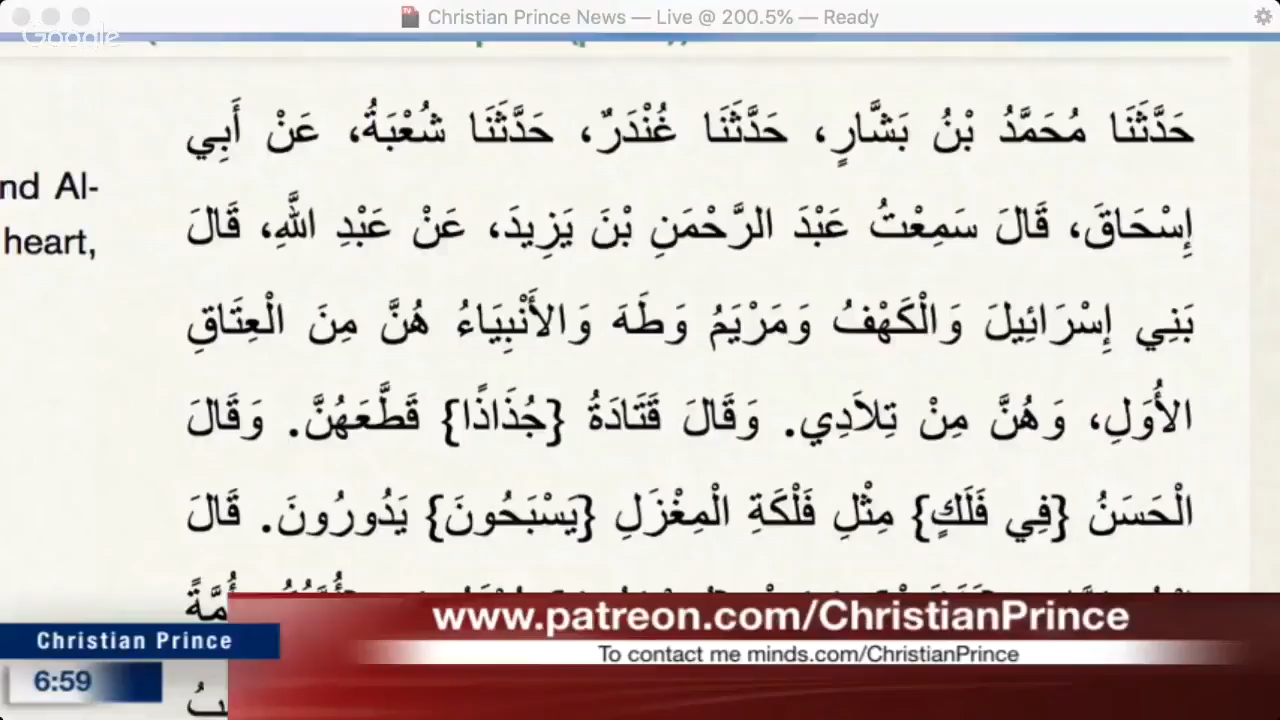 Christian Prince News — Live @ 200.5% — Ready
Google
حَدَّثَنَا مُحَمَّدُ بْنُ بَشَّارٍ، حَدَّثَنَا غُنْدَرٌ، حَدَّثَنَا شُعْبَةُ، عَنْ أَبِي
إِسْحَاقَ، قَالَ سَمِعْتُ عَبْدَ الرَّحْمَنِ بْنَ يَزِيدَ، عَنْ عَبْدِ اللَّهِ، قَالَ
بَنِي إِسْرَائِيلَ وَالْكَهْفُ وَمَرْيَمُ وَطَهَ وَالأَنْبِيَاءُ هُنَّ مِنَ الْعِتَاقِ
الأُوَلِ، وَهُنَّ مِنْ تِلاَدِي. وَقَالَ قَتَادَةُ {جُذَاذًا} قَطَّعَهُنَّ. وَقَالَ
الْحَسَنُ {فِي فَلَكٍ} مِثْلِ فَلْكَةِ الْمِغْزَلِ {يَسْبَحُونَ} يَدُورُونَ. قَالَ
أُمَّةً
nd Al-
heart,
www.patreon.com/ChristianPrince
To contact me minds.com/ChristianPrince
Christian Prince
6:59